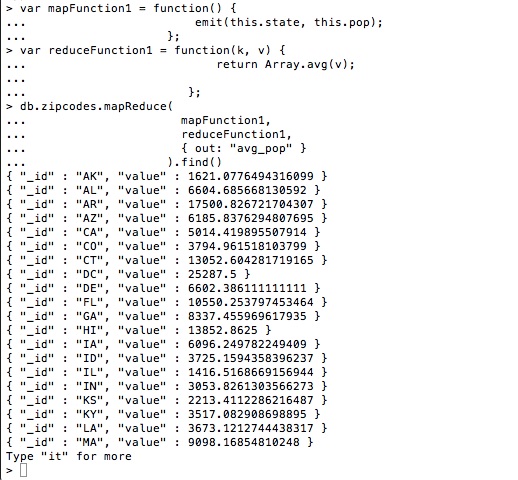 > var mapFunction1 = function() {
...                         emit(this.state, this.pop);
...                     };
> var reduceFunction1 = function(k, v) {
...                            return Array.avg(v);
...
...                        };
> db.zipcodes.mapReduce(
...                       mapFunction1,
...                       reduceFunction1,
...                       { out: "avg_pop" }
...                     ).find()
{ "_id" : "AK", "value" : 1621.0776494316099 }
{ "_id" : "AL", "value" : 6604.685668130592 }
{ "_id" : "AR", "value" : 17500.826721704307 }
{ "_id" : "AZ", "value" : 6185.8376294807695 }
{ "_id" : "CA", "value" : 5014.419895507914 }
{ "_id" : "CO", "value" : 3794.961518103799 }
{ "_id" : "CT", "value" : 13052.604281719165 }
{ "_id" : "DC", "value" : 25287.5 }
{ "_id" : "DE", "value" : 6602.386111111111 }
{ "_id" : "FL", "value" : 10550.253797453464 }
{ "_id" : "GA", "value" : 8337.455969617935 }
{ "_id" : "HI", "value" : 13852.8625 }
{ "_id" : "IA", "value" : 6096.249782249409 }
{ "_id" : "ID", "value" : 3725.1594358396237 }
{ "_id" : "IL", "value" : 1416.5168669156944 }
{ "_id" : "IN", "value" : 3053.8261303566273 }
{ "_id" : "KS", "value" : 2213.4112286216487 }
{ "_id" : "KY", "value" : 3517.082908698895 }
{ "_id" : "LA", "value" : 3673.1212744438317 }
{ "_id" : "MA", "value" : 9098.16854810248 }
Type "it" for more
>